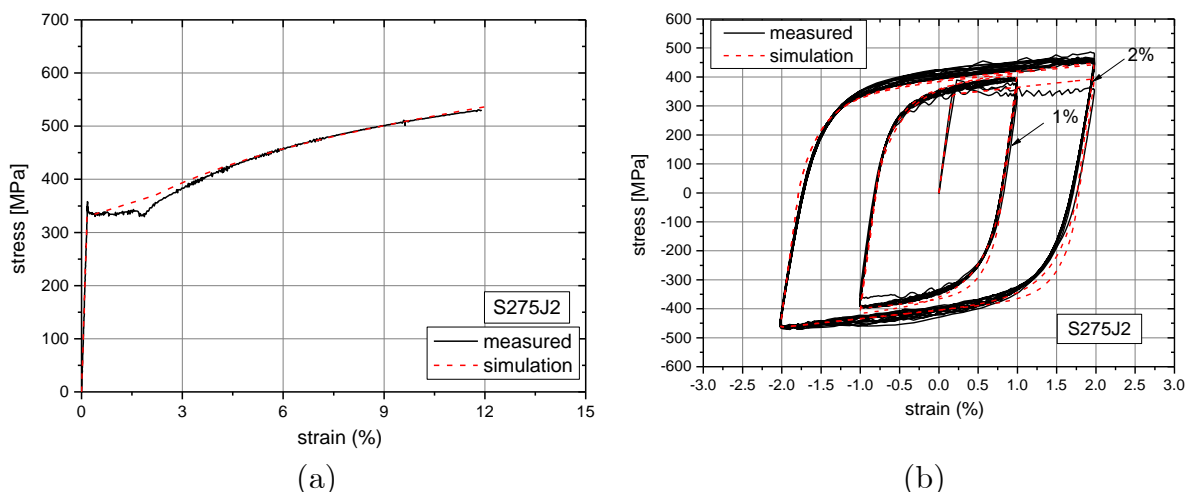 700
600
500
400
300
200
100
0
stress [MPa]
S275J2
measured
simulation
0 3 6 9 12 15
strain (%)
(a)
600
500
400
300
200
100
0
-100
-200
-300
-400
-500
-600
stress [MPa]
measured
simulation
2%
1%
S275J2
-3.0 -2.5 -2.0 -1.5 -1.0 -0.5 0.0 0.5 1.0 1.5 2.0 2.5 3.0
strain (%)
(b)